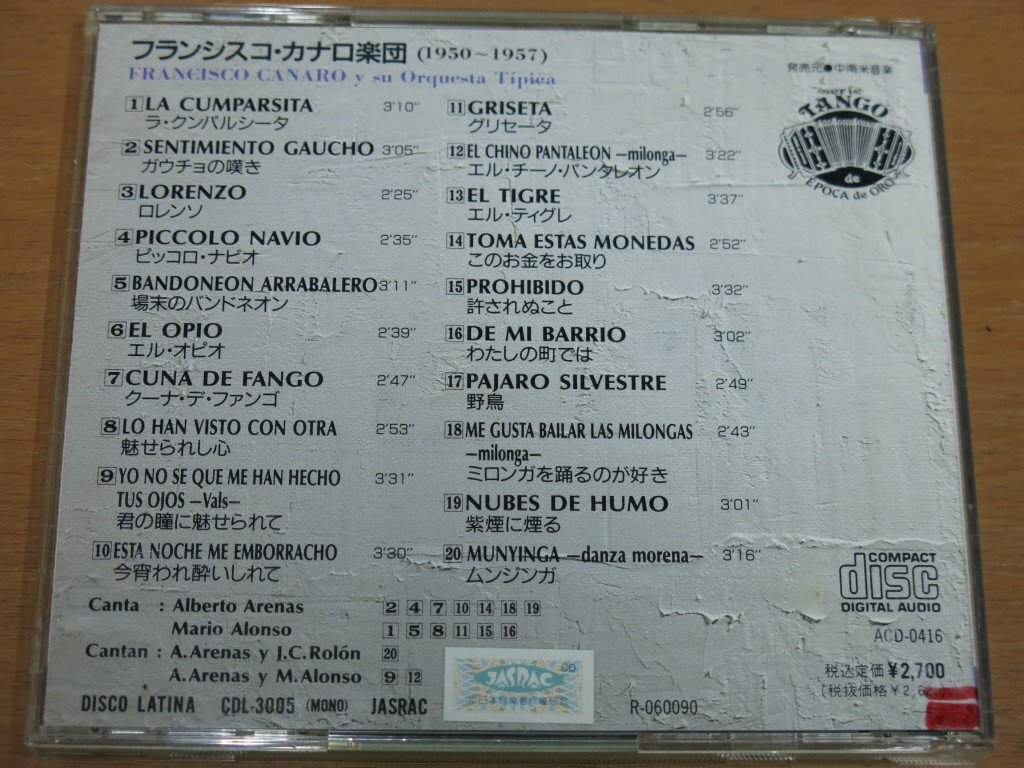 フランシスコ・カナロ楽団 (1950～1957)
FRANCISCO CANARO y su Orquesta Típica
発売元●中南米音楽
serie
TANGO
de
EPOCA de ORO
1 LA CUMPARSITA 3'10"
ラ・クンパルシータ
2 SENTIMIENTO GAUCHO 3'05"
ガウチョの嘆き
3 LORENZO 2'25"
ロレンソ
4 PICCOLO NAVIO 2'35"
ピッコロ・ナビオ
5 BANDONEON ARRABALERO 3'11"
場末のバンドネオン
6 EL OPIO 2'39"
エル・オピオ
7 CUNA DE FANGO 2'47"
クーナ・デ・ファンゴ
8 LO HAN VISTO CON OTRA 2'53"
魅せられし心
9 YO NO SE QUE ME HAN HECHO 3'31"
TUS OJOS –Vals–
君の瞳に魅せられて
10 ESTA NOCHE ME EMBORRACHO 3'30"
今宵われ酔いしれて
11 GRISETA 2'56"
グリセータ
12 EL CHINO PANTALEON –milonga– 3'22"
エル・チーノ・パンタレオン
13 EL TIGRE 3'37"
エル・ティグレ
14 TOMA ESTAS MONEDAS 2'52"
このお金をお取り
15 PROHIBIDO 3'32"
許されぬこと
16 DE MI BARRIO 3'02"
わたしの町では
17 PAJARO SILVESTRE 2'49"
野鳥
18 ME GUSTA BAILAR LAS MILONGAS 2'43"
–milonga–
ミロンガを踊るのが好き
19 NUBES DE HUMO 3'01"
紫煙に煙る
20 MUNYINGA –danza morena– 3'16"
ムンジンガ
Canta : Alberto Arenas 2 4 7 10 14 18 19
Mario Alonso 1 5 8 11 15 16
Cantan : A.Arenas y J.C.Rolón 20
A.Arenas y M.Alonso 9 12
DISCO LATINA CDL-3005 (MONO) JASRAC
CD
JASRAC
R-060090
COMPACT
disc
DIGITAL AUDIO
ACD-0416
税込定価¥2,700
(税抜価格¥2,62